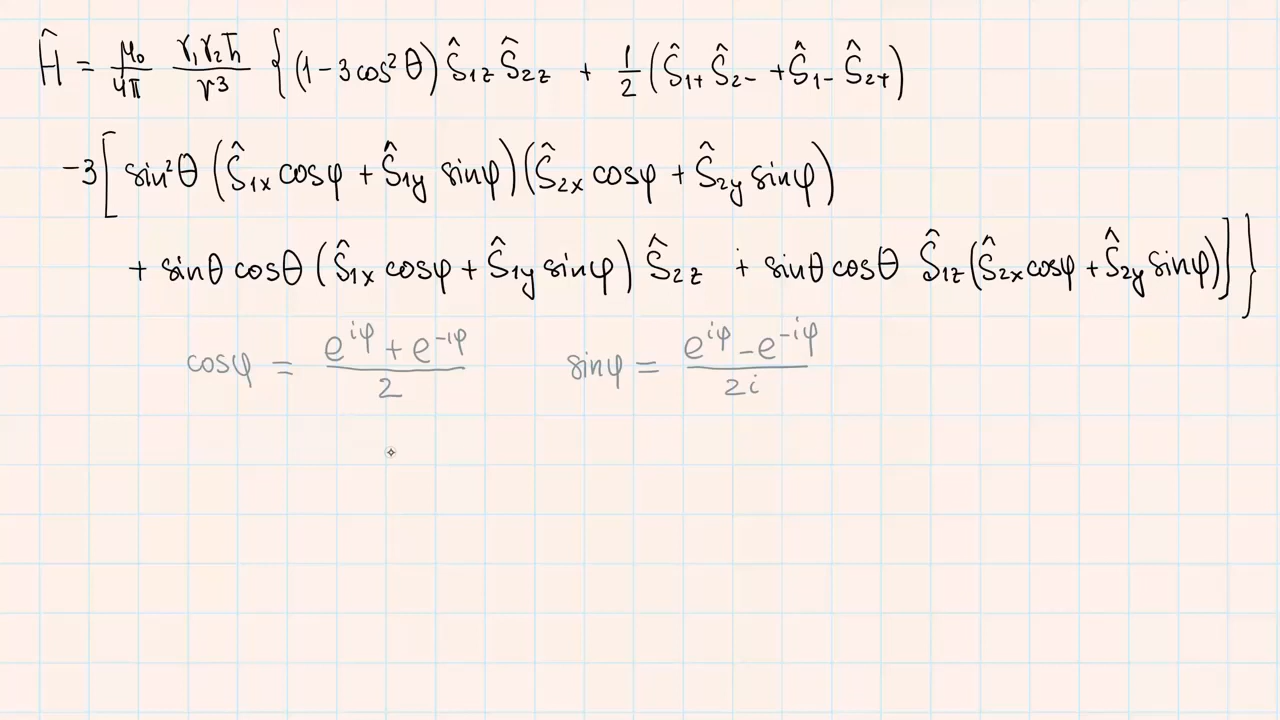 Ĥ = μ₀/4π γ₁γ₂ħ/r³ {(1-3cos²θ) Ŝ₁z Ŝ₂z + 1/2 (Ŝ₁₊ Ŝ₂₋ + Ŝ₁₋ Ŝ₂₊)
-3[ sin²θ (Ŝ₁x cosφ + Ŝ₁y sinφ)(Ŝ₂x cosφ + Ŝ₂y sinφ)
+ sinθ cosθ (Ŝ₁x cosφ + Ŝ₁y sinφ) Ŝ₂z + sinθ cosθ Ŝ₁z (Ŝ₂x cosφ + Ŝ₂y sinφ)]}
cosφ = (e^{iφ} + e^{-iφ})/2 sinφ = (e^{iφ} - e^{-iφ})/2i